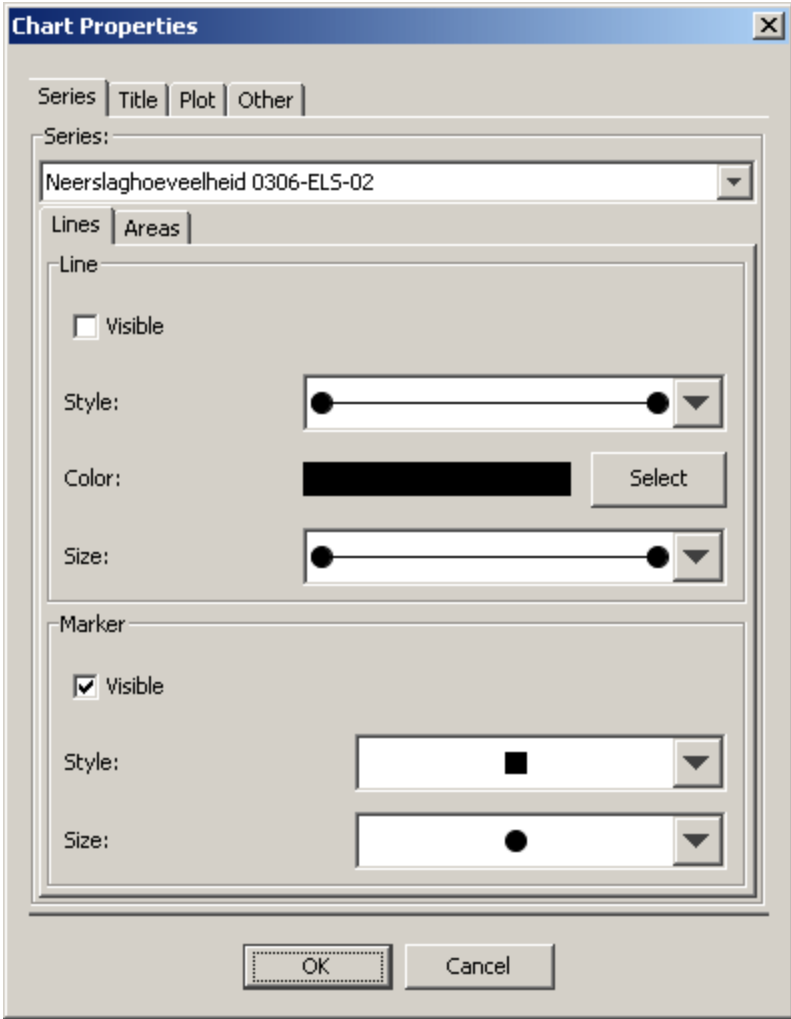 Chart Properties
Series Title Plot Other
Series:
Neerslaghoeveelheid 0306-ELS-02
Lines Areas
Line
Visible
Style:
Color: Select
Size:
Marker
Visible
Style:
Size:
OK Cancel